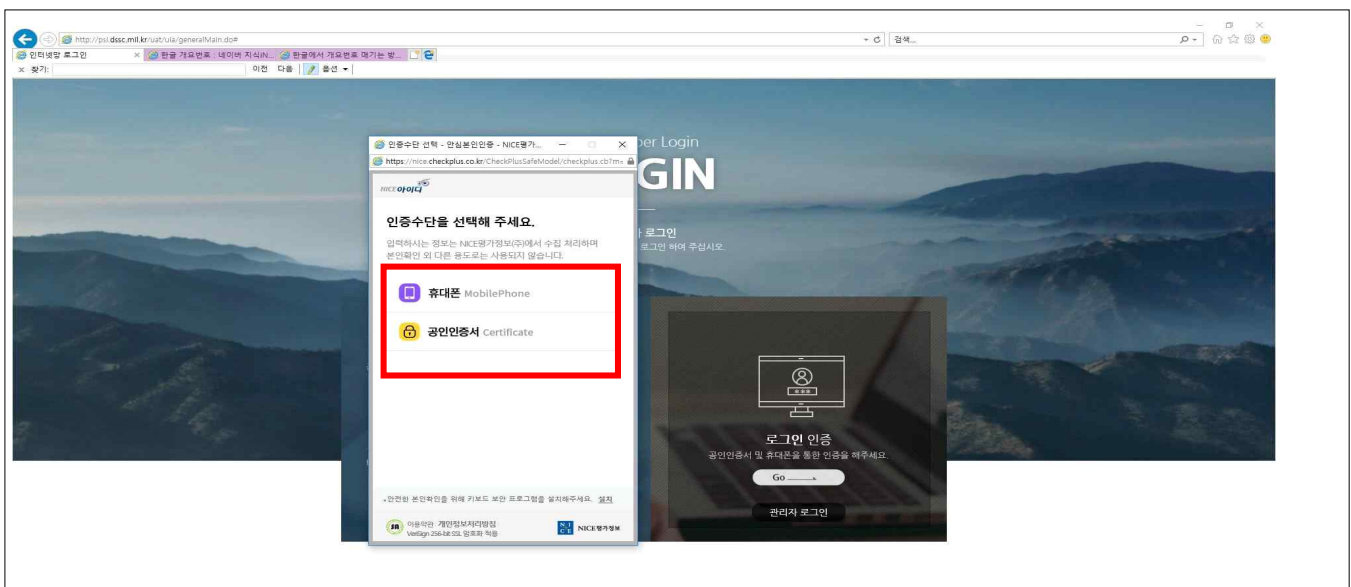 http://psi.dssc.mil.kr/uat/uia/generalMain.do#
검색...
인터넷망 로그인
한글 개요번호 : 네이버 지식iN...
한글에서 개요번호 매기는 방...
찾기:
이전 다음 옵션
인증수단 선택 - 안심본인인증 - NICE평가...
https://nice.checkplus.co.kr/CheckPlusSafeModel/checkplus.cb?m=
per Login
GIN
NICE아이디
인증수단을 선택해 주세요.
입력하시는 정보는 NICE평가정보(주)에서 수집 처리하며
본인확인 외 다른 용도로는 사용되지 않습니다.
로그인
로그인 하여 주십시오.
휴대폰 MobilePhone
공인인증서 Certificate
로그인 인증
공인인증서 및 휴대폰을 통한 인증을 해주세요.
Go
관리자 로그인
안전한 본인확인을 위해 키보드 보안 프로그램을 설치해주세요. 설치
이용약관 개인정보처리방침
VeriSign 256-bit SSL 암호화 적용
NICE 평가정보